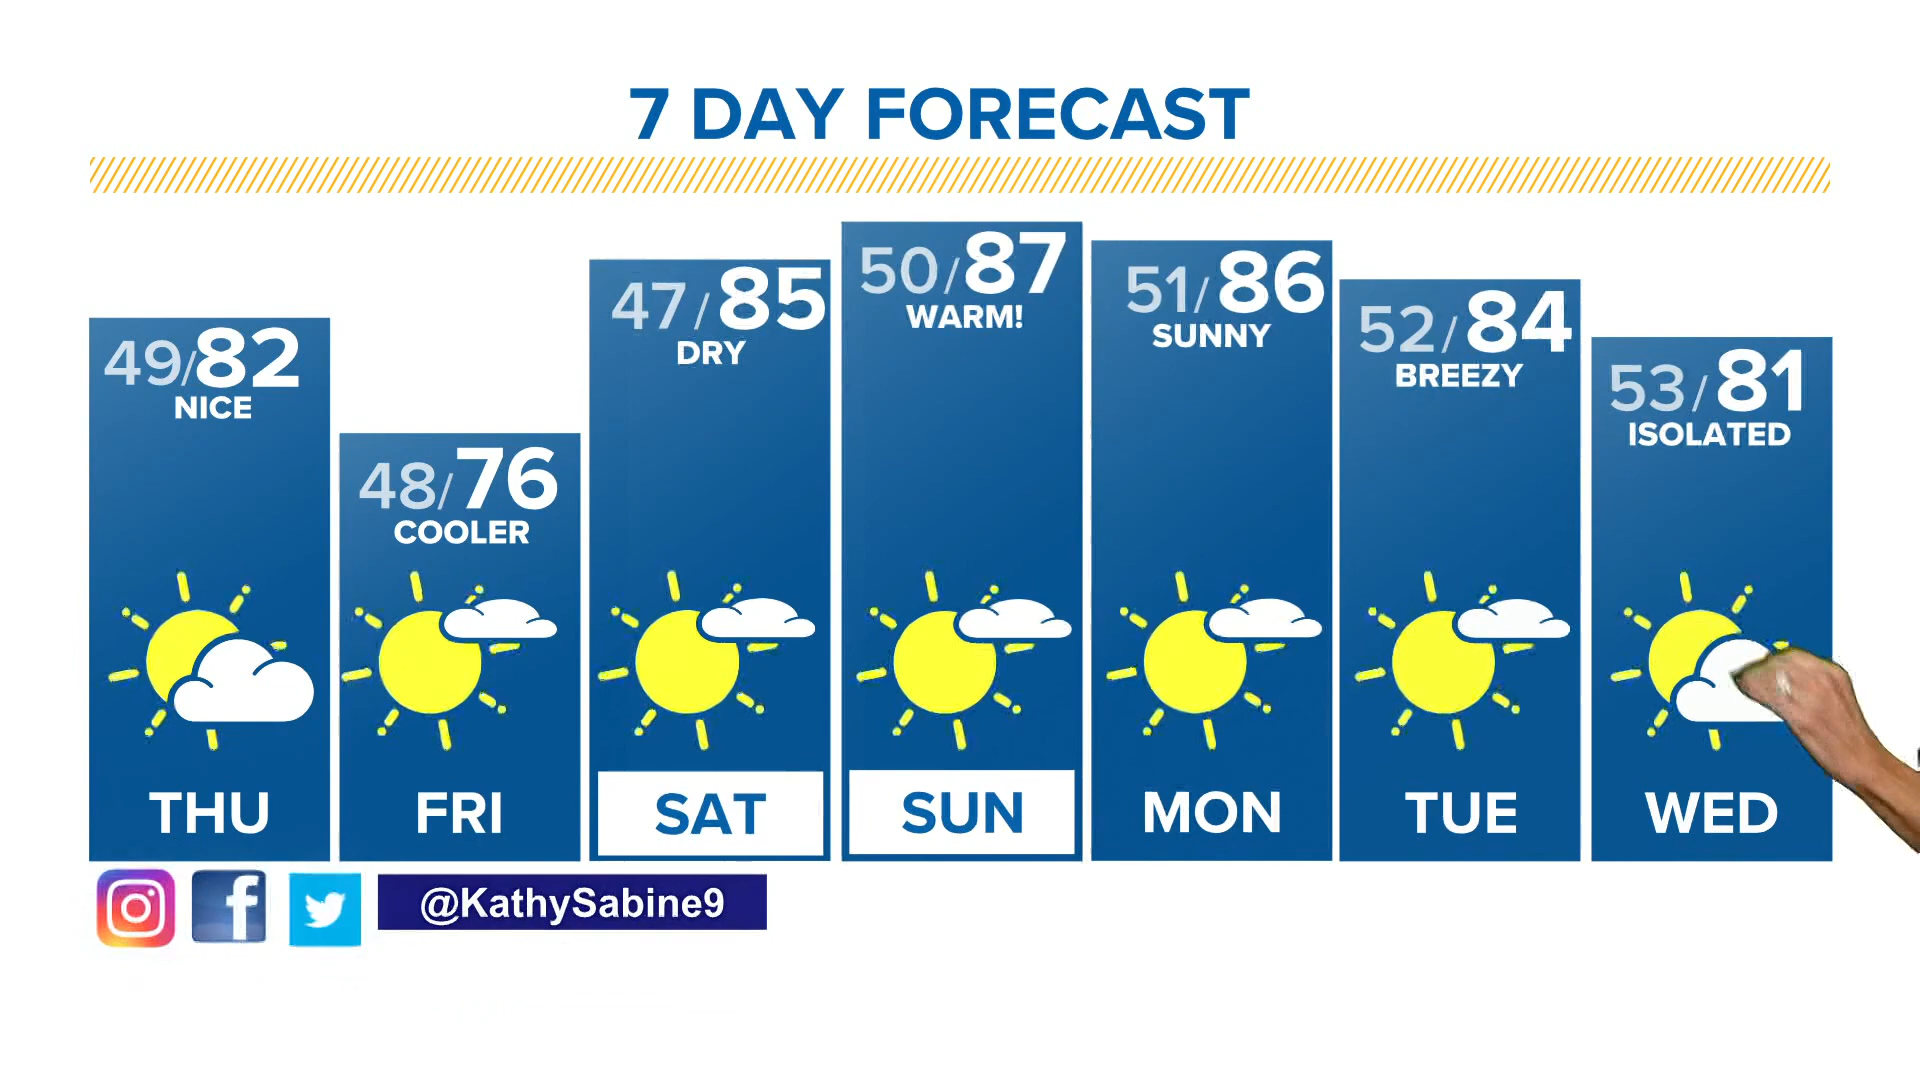 7 DAY FORECAST
49/82
NICE
THU
48/76
COOLER
FRI
47/85
DRY
SAT
50/87
WARM!
SUN
51/86
SUNNY
MON
52/84
BREEZY
TUE
53/81
ISOLATED
WED
@KathySabine9